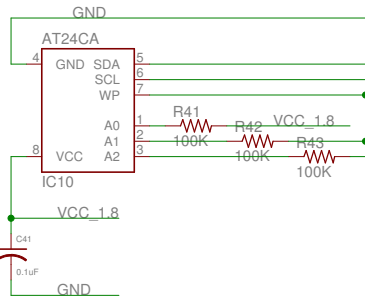 GND
AT24CA
4 GND SDA 5
SCL 6
WP 7
R41
A0 1 VCC_1.8
100K R42
A1 2 R43
8 VCC A2 3 100K
100K
IC10
VCC_1.8
C41
0.1uF
GND